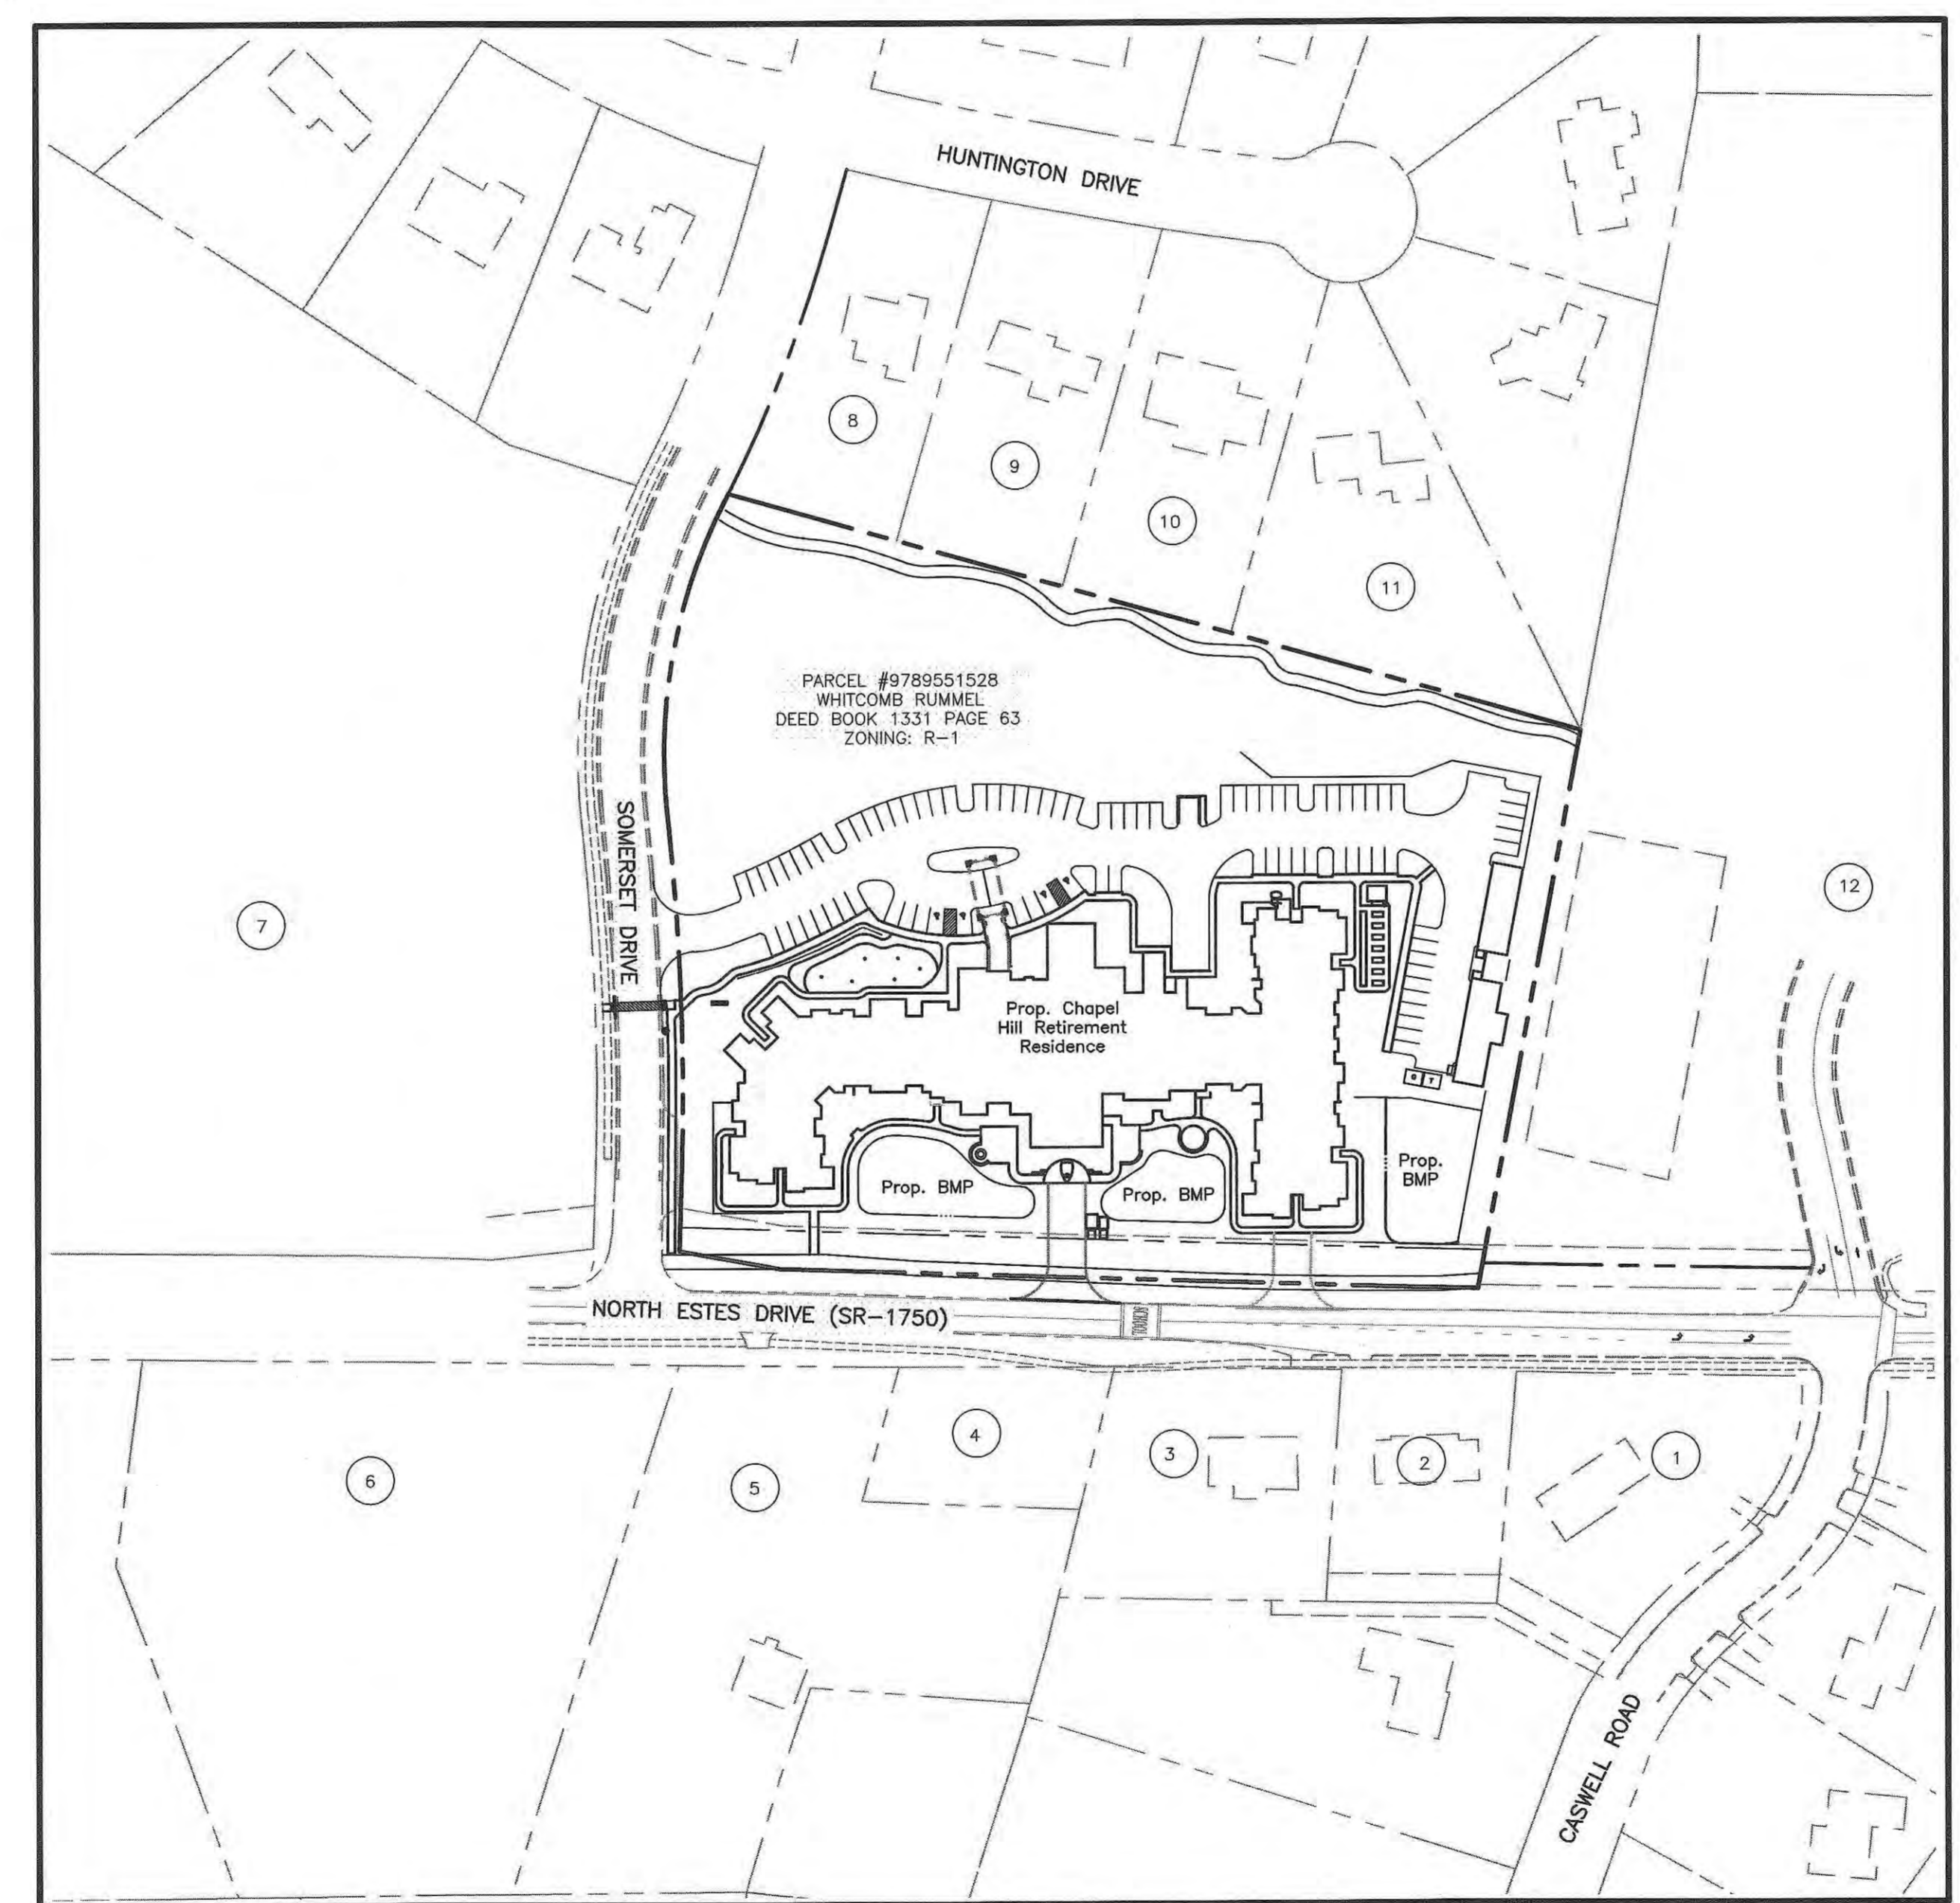 HUNTINGTON DRIVE
8
9
10
11
PARCEL #9789551528
WHITCOMB RUMMEL
DEED BOOK 1331 PAGE 63
ZONING: R-1
SOMERSET DRIVE
7
12
Prop. Chapel
Hill Retirement
Residence
Prop. BMP
Prop. BMP
Prop.
BMP
NORTH ESTES DRIVE (SR-1750)
SCHOOL
6
5
4
3
2
1
CASWELL ROAD